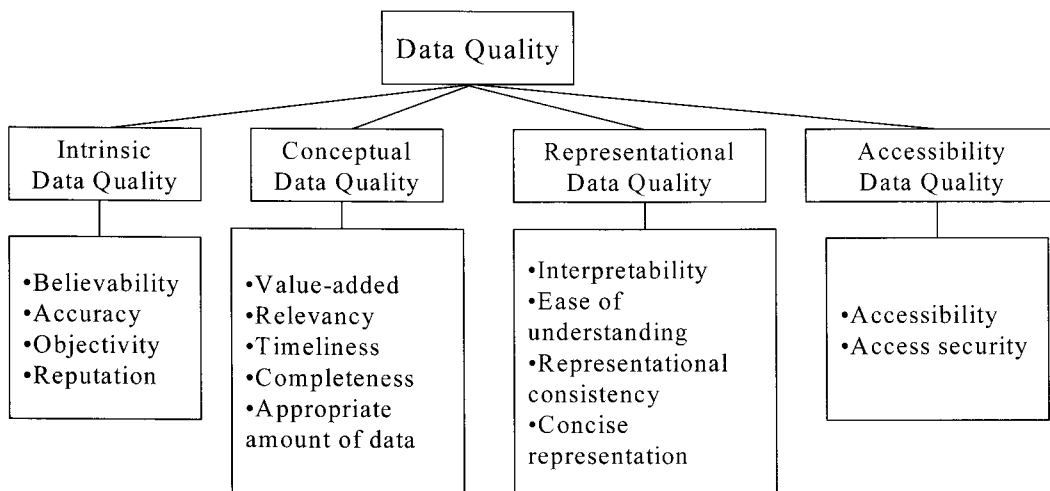 Data Quality
Intrinsic
Data Quality
Conceptual
Data Quality
Representational
Data Quality
Accessibility
Data Quality
•Believability
•Accuracy
•Objectivity
•Reputation
•Value-added
•Relevancy
•Timeliness
•Completeness
•Appropriate
amount of data
•Interpretability
•Ease of
understanding
•Representational
consistency
•Concise
representation
•Accessibility
•Access security